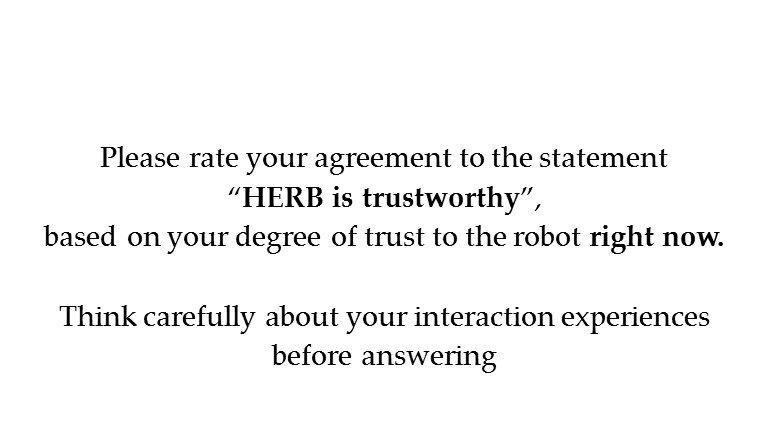 Please rate your agreement to the statement
“HERB is trustworthy”,
based on your degree of trust to the robot right now.
Think carefully about your interaction experiences
before answering